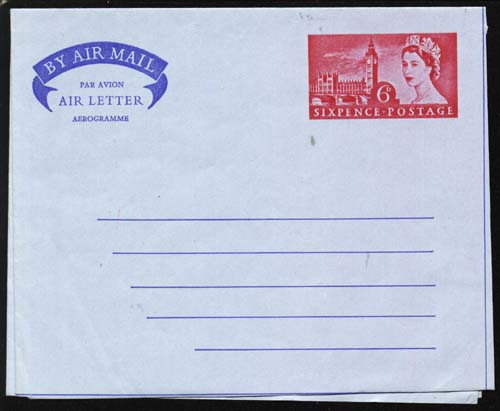 BY AIR MAIL
PAR AVION
AIR LETTER
AEROGRAMME
6D
SIXPENCE·POSTAGE